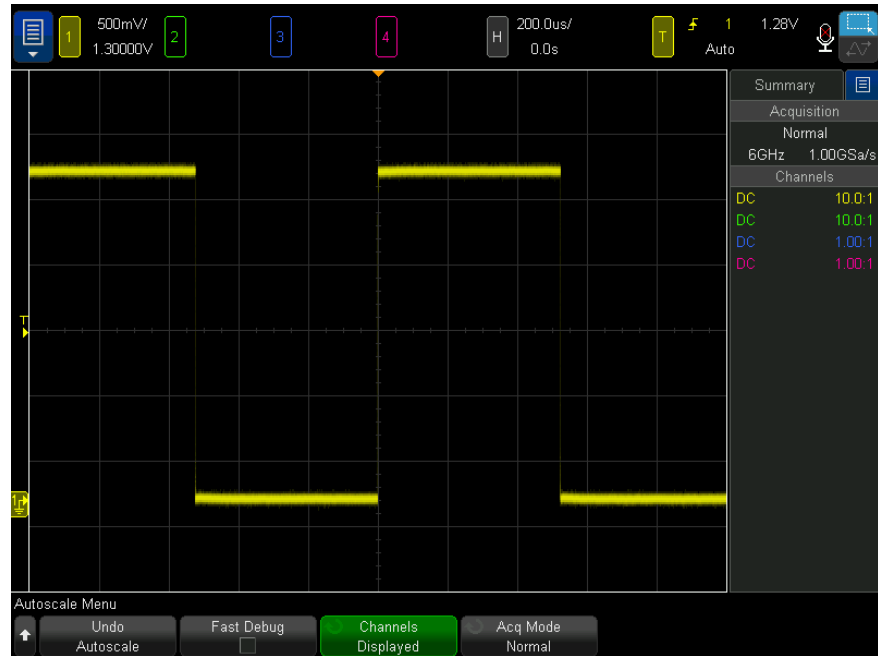 1 500mV/ 2 3 4 H 200.0us/ T 1 1.28V
1.30000V 0.0s Auto
Summary
Acquisition
Normal
6GHz 1.00GSa/s
Channels
DC 10.0:1
DC 10.0:1
DC 1.00:1
DC 1.00:1
T
1
Autoscale Menu
Undo Autoscale
Fast Debug
Channels Displayed
Acq Mode Normal